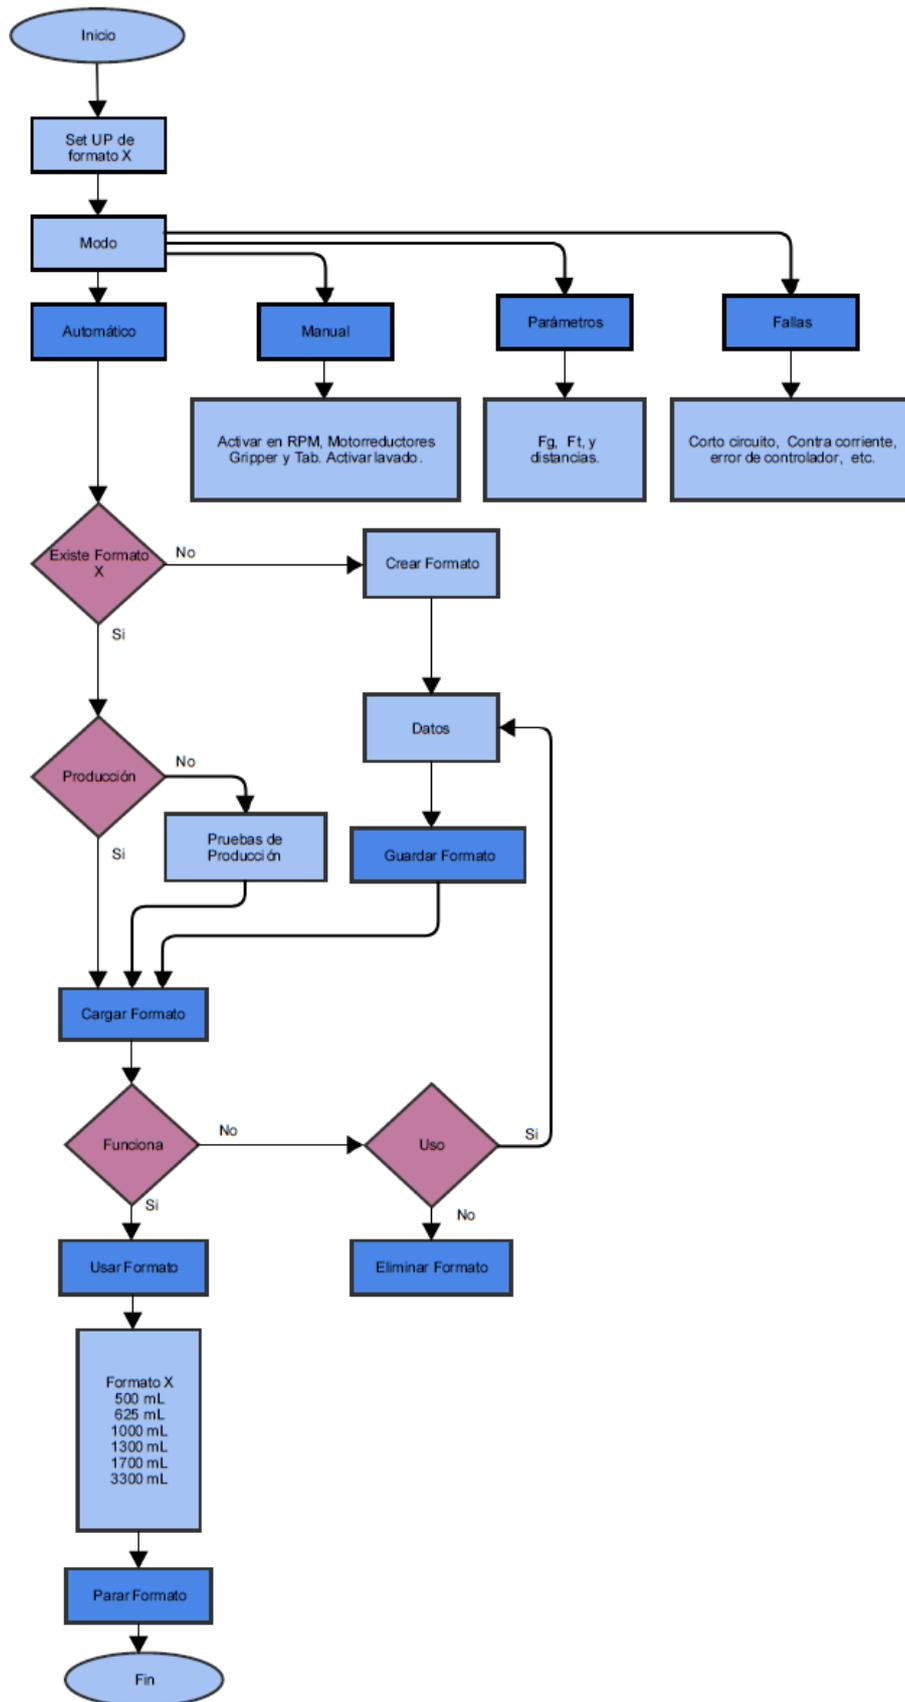 Inicio
Set UP de
formato X
Modo
Automático
Manual
Parámetros
Fallas
Activar en RPM, Motorreductores
Gripper y Tab. Activar lavado.
Fg, Ft, y
distancias.
Corto circuito, Contra corriente,
error de controlador, etc.
Existe Formato
X
No
Crear Formato
Si
Datos
Producción
No
Pruebas de
Producción
Si
Guardar Formato
Cargar Formato
Funciona
No
Uso
Si
Si
No
Usar Formato
Eliminar Formato
Formato X
500 mL
625 mL
1000 mL
1300 mL
1700 mL
3300 mL
Parar Formato
Fin